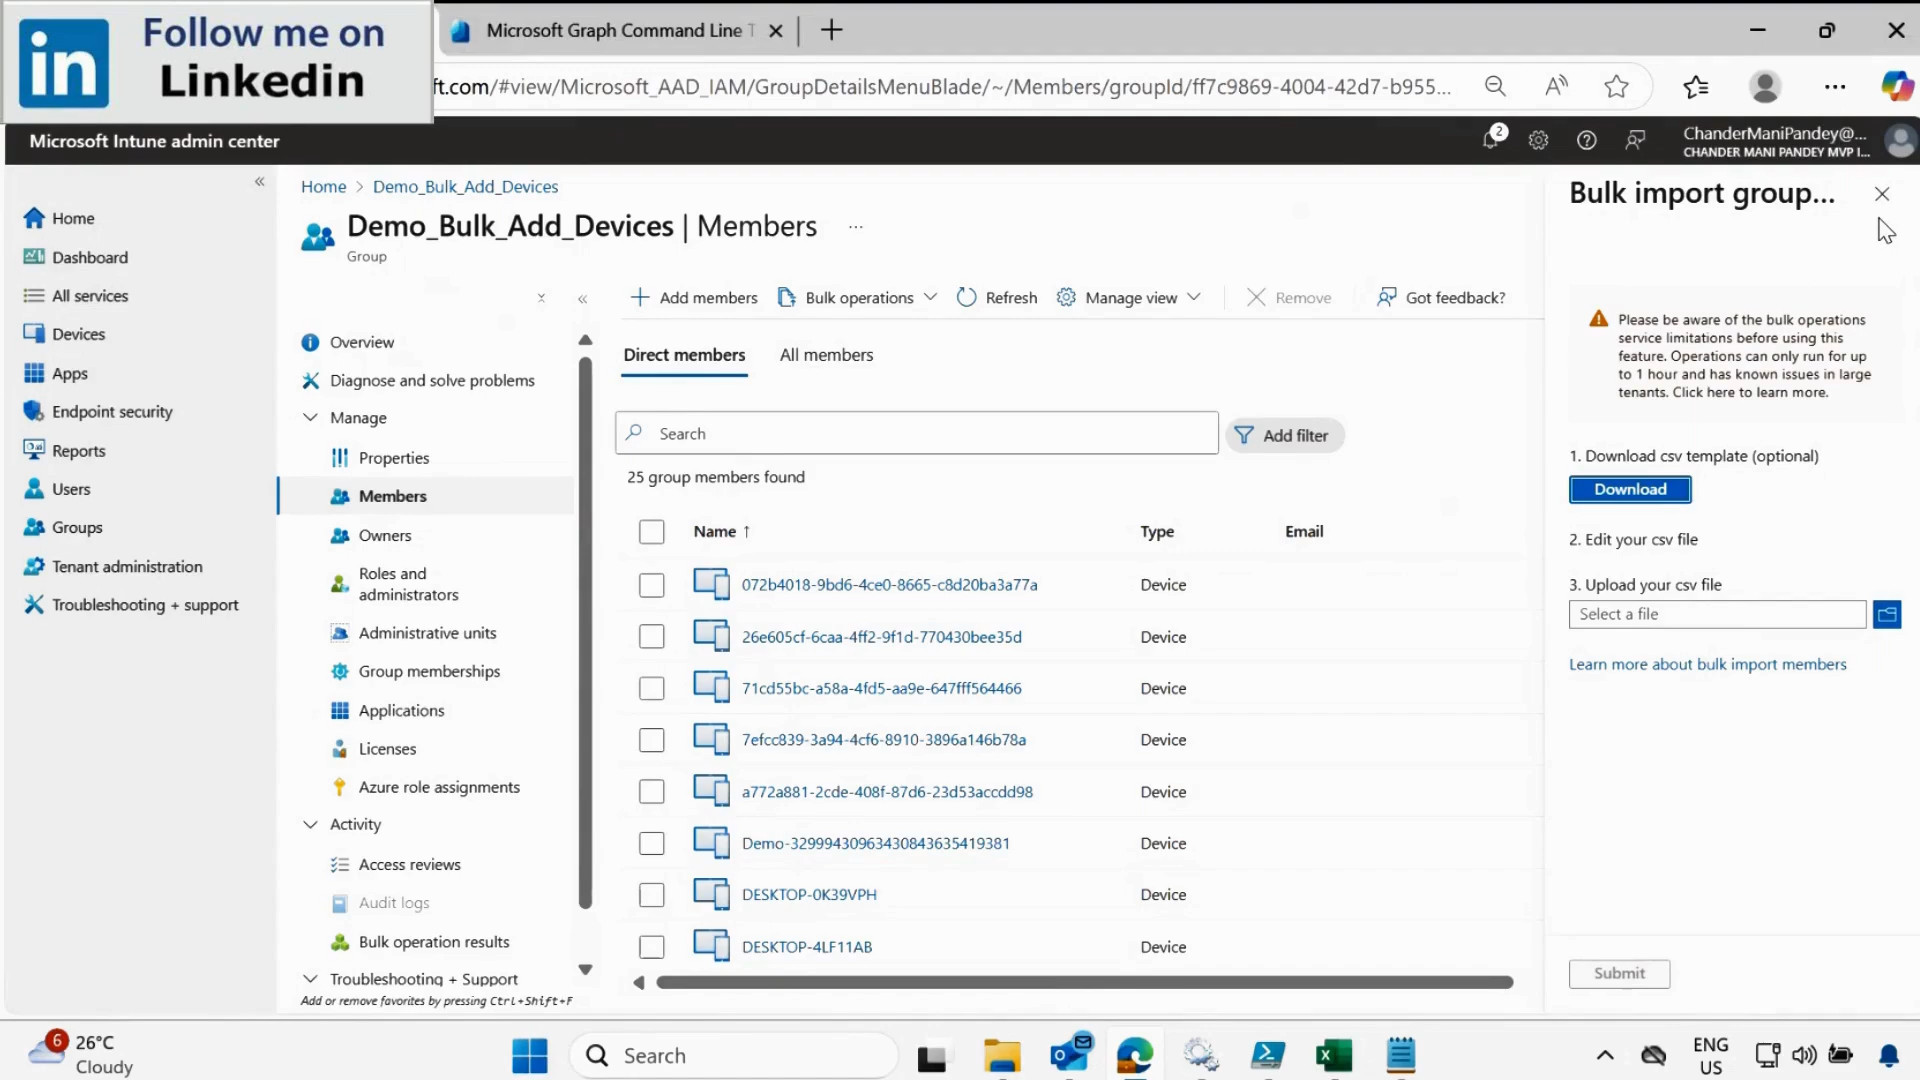 Follow me on
Linkedin
in
Microsoft Graph Command Line T
ft.com/#view/Microsoft_AAD_IAM/GroupDetailsMenuBlade/~/Members/groupId/ff7c9869-4004-42d7-b955...
Microsoft Intune admin center
2
ChanderManiPandey@...
CHANDER MANI PANDEY MVP I...
Home
Dashboard
All services
Devices
Apps
Endpoint security
Reports
Users
Groups
Tenant administration
Troubleshooting + support
Home > Demo_Bulk_Add_Devices
Demo_Bulk_Add_Devices | Members ...
Group
Overview
Diagnose and solve problems
Manage
Properties
Members
Owners
Roles and
administrators
Administrative units
Group memberships
Applications
Licenses
Azure role assignments
Activity
Access reviews
Audit logs
Bulk operation results
Troubleshooting + Support
Add or remove favorites by pressing Ctrl+Shift+F
Add members
Bulk operations
Refresh
Manage view
Remove
Got feedback?
Direct members
All members
Search
Add filter
25 group members found
Name ↑ Type Email
072b4018-9bd6-4ce0-8665-c8d20ba3a77a Device
26e605cf-6caa-4ff2-9f1d-770430bee35d Device
71cd55bc-a58a-4fd5-aa9e-647fff564466 Device
7efcc839-3a94-4cf6-8910-3896a146b78a Device
a772a881-2cde-408f-87d6-23d53accdd98 Device
Demo-32999430963430843635419381 Device
DESKTOP-0K39VPH Device
DESKTOP-4LF11AB Device
Bulk import group...
Please be aware of the bulk operations
service limitations before using this
feature. Operations can only run for up
to 1 hour and has known issues in large
tenants. Click here to learn more.
1. Download csv template (optional)
Download
2. Edit your csv file
3. Upload your csv file
Select a file
Learn more about bulk import members
Submit
6
26°C
Cloudy
Search
ENG
US